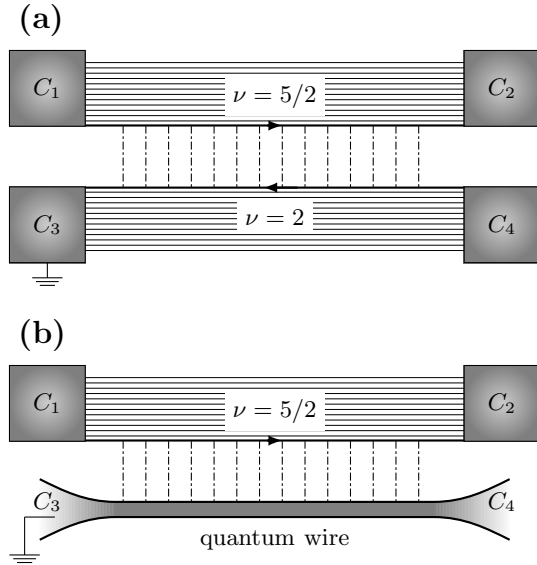 (a)
C₁ ν = 5/2 C₂
C₃ ν = 2 C₄
(b)
C₁ ν = 5/2 C₂
C₃ C₄
quantum wire